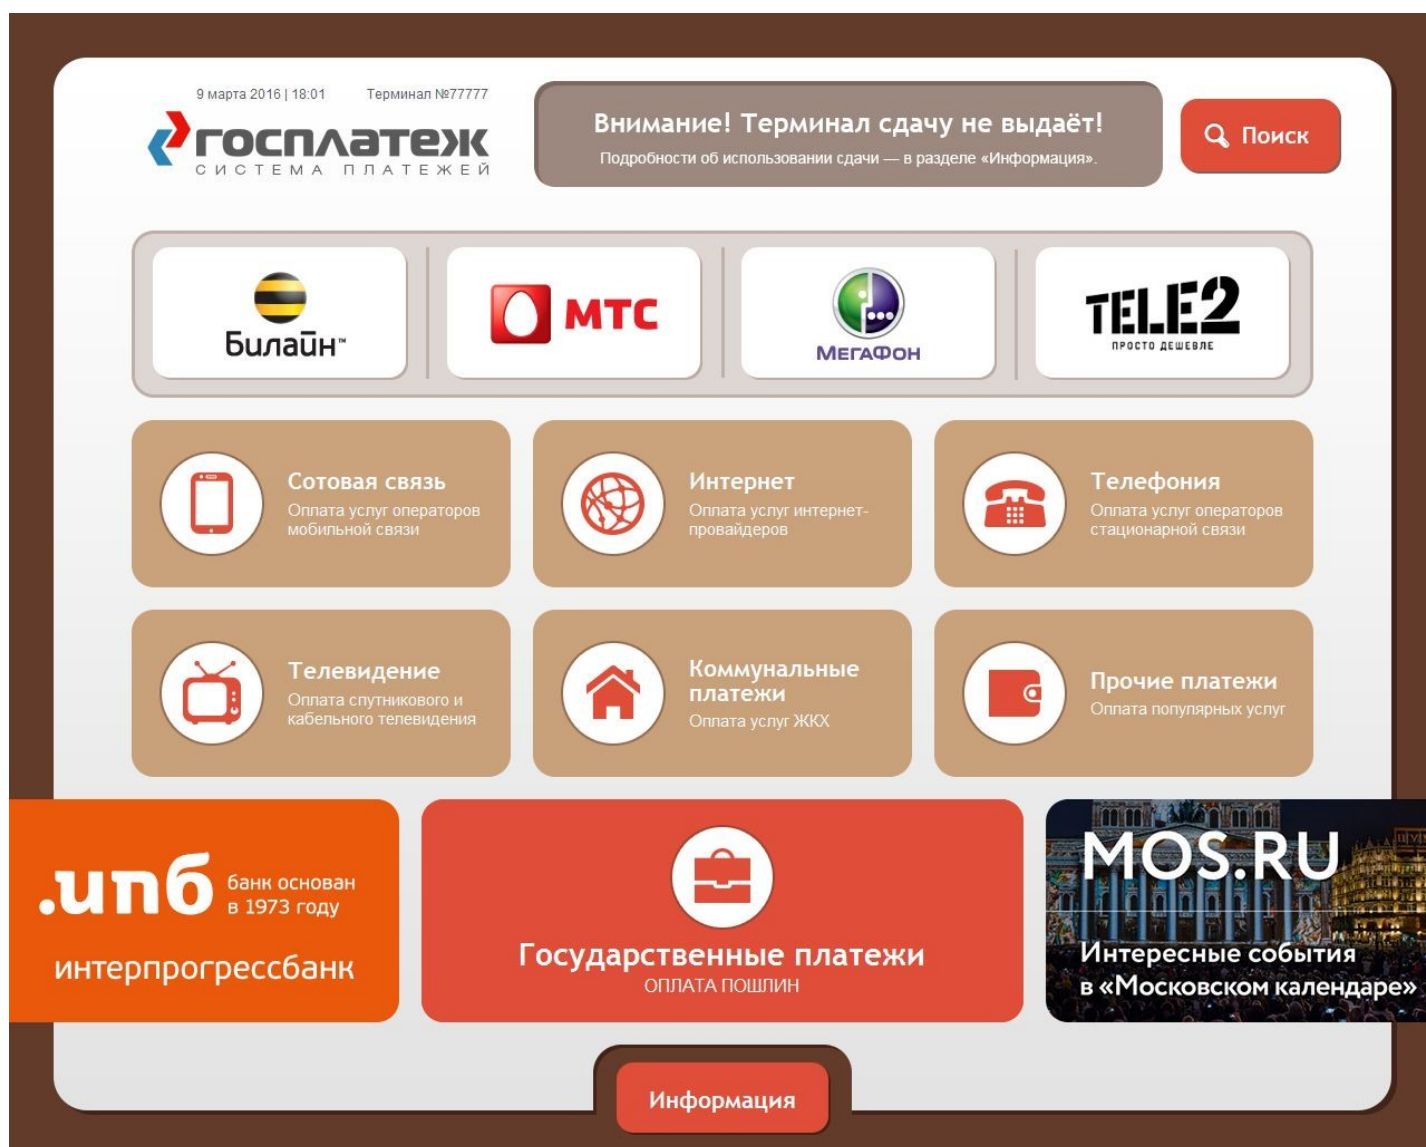 9 марта 2016 | 18:01 Терминал №77777
госплатеж
СИСТЕМА ПЛАТЕЖЕЙ
Внимание! Терминал сдачу не выдаёт!
Подробности об использовании сдачи — в разделе «Информация».
Поиск
Билайн™
МТС
МЕГАФОН
TELE2
ПРОСТО ДЕШЕВЛЕ
Сотовая связь
Оплата услуг операторов
мобильной связи
Интернет
Оплата услуг интернет-
провайдеров
Телефония
Оплата услуг операторов
стационарной связи
Телевидение
Оплата спутникового и
кабельного телевидения
Коммунальные
платежи
Оплата услуг ЖКХ
Прочие платежи
Оплата популярных услуг
.ипб
банк основан
в 1973 году
интерпрогрессбанк
Государственные платежи
ОПЛАТА ПОШЛИН
MOS.RU
Интересные события
в «Московском календаре»
Информация